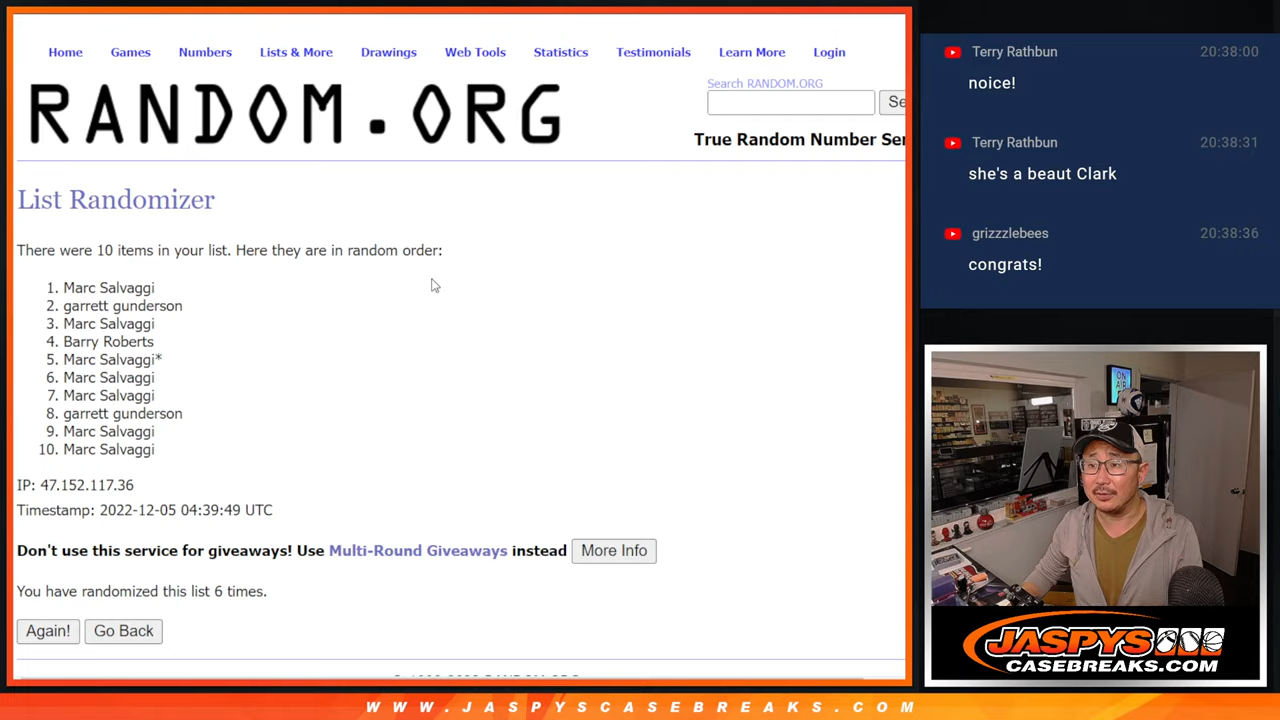 Home Games Numbers Lists & More Drawings Web Tools Statistics Testimonials Learn More Login
RANDOM.ORG
Search RANDOM.ORG
Se
True Random Number Ser
List Randomizer
There were 10 items in your list. Here they are in random order:
1. Marc Salvaggi
2. garrett gunderson
3. Marc Salvaggi
4. Barry Roberts
5. Marc Salvaggi*
6. Marc Salvaggi
7. Marc Salvaggi
8. garrett gunderson
9. Marc Salvaggi
10. Marc Salvaggi
IP: 47.152.117.36
Timestamp: 2022-12-05 04:39:49 UTC
Don't use this service for giveaways! Use Multi-Round Giveaways instead More Info
You have randomized this list 6 times.
Again! Go Back
Terry Rathbun 20:38:00
noice!
Terry Rathbun 20:38:31
she's a beaut Clark
grizzzlebees 20:38:36
congrats!
ON
AIR
JASPYS
CASEBREAKS.COM
WWW.JASPYSCASEBREAKS.COM